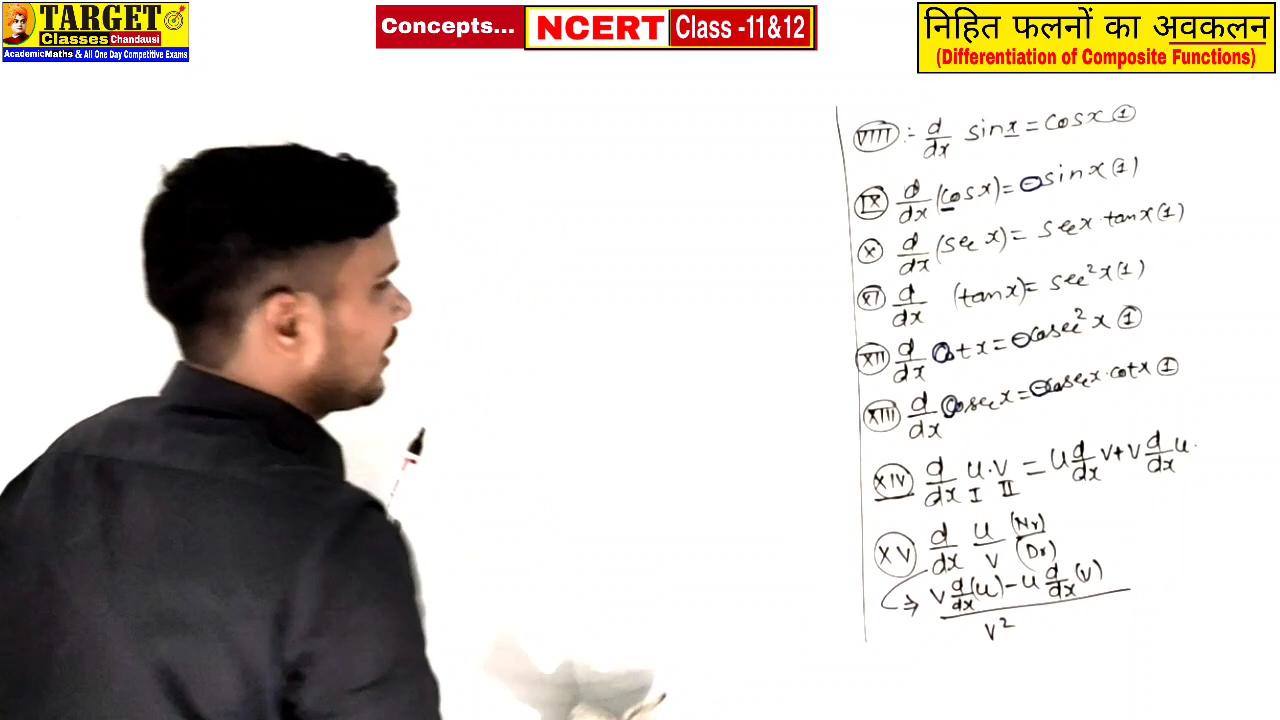 TARGET
Classes Chandausi
AcademicMaths & All One Day Competitive Exams
Concepts... NCERT Class -11&12
निहित फलनों का अवकलन
(Differentiation of Composite Functions)
VIII :- d/dx sinx = cosx (1)
IX d/dx (cosx) = -sinx (1)
X d/dx (sec x) = secx·tanx (1)
XI d/dx (tanx) = sec²x (1)
XII d/dx cotx = -cosec²x (1)
XIII d/dx cosecx = -cosecx·cotx (1)
XIV d/dx u·v = u d/dx v + v d/dx u.
I II
XV d/dx u/v (Nr)/(Dr)
⇒ v d/dx (u) - u d/dx (v)
v²